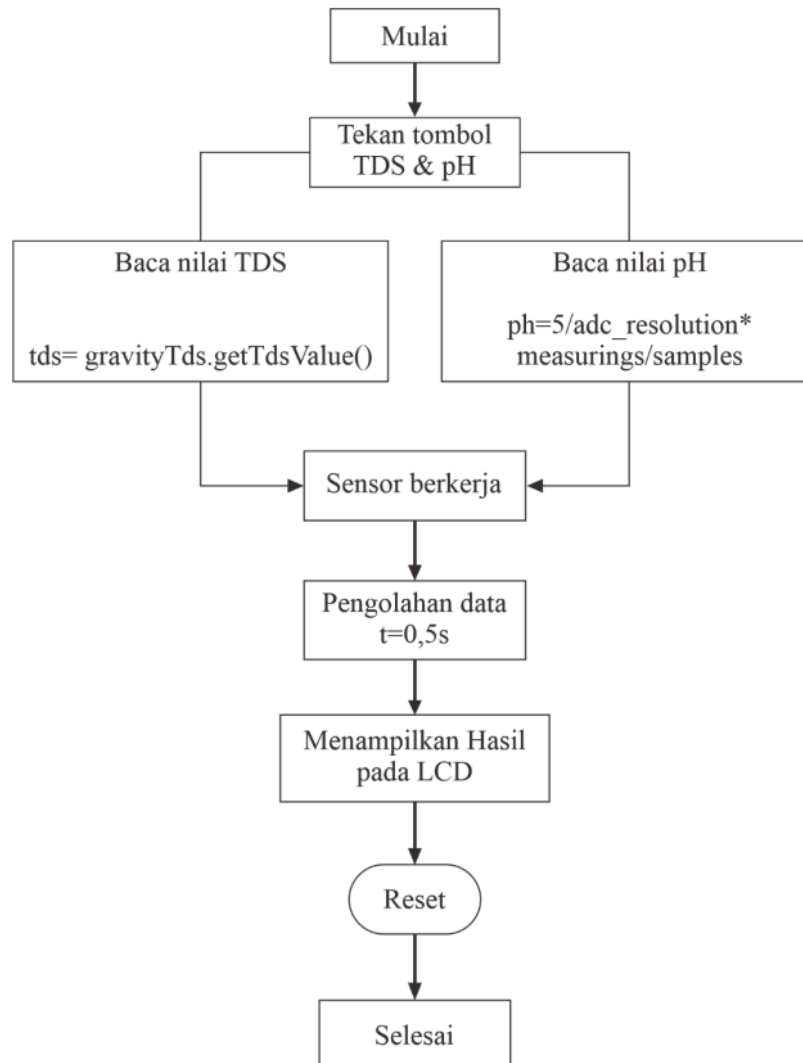 Mulai
Tekan tombol
TDS & pH
Baca nilai TDS
tds= gravityTds.getTdsValue()
Baca nilai pH
ph=5/adc_resolution*
measurings/samples
Sensor berkerja
Pengolahan data
t=0,5s
Menampilkan Hasil
pada LCD
Reset
Selesai